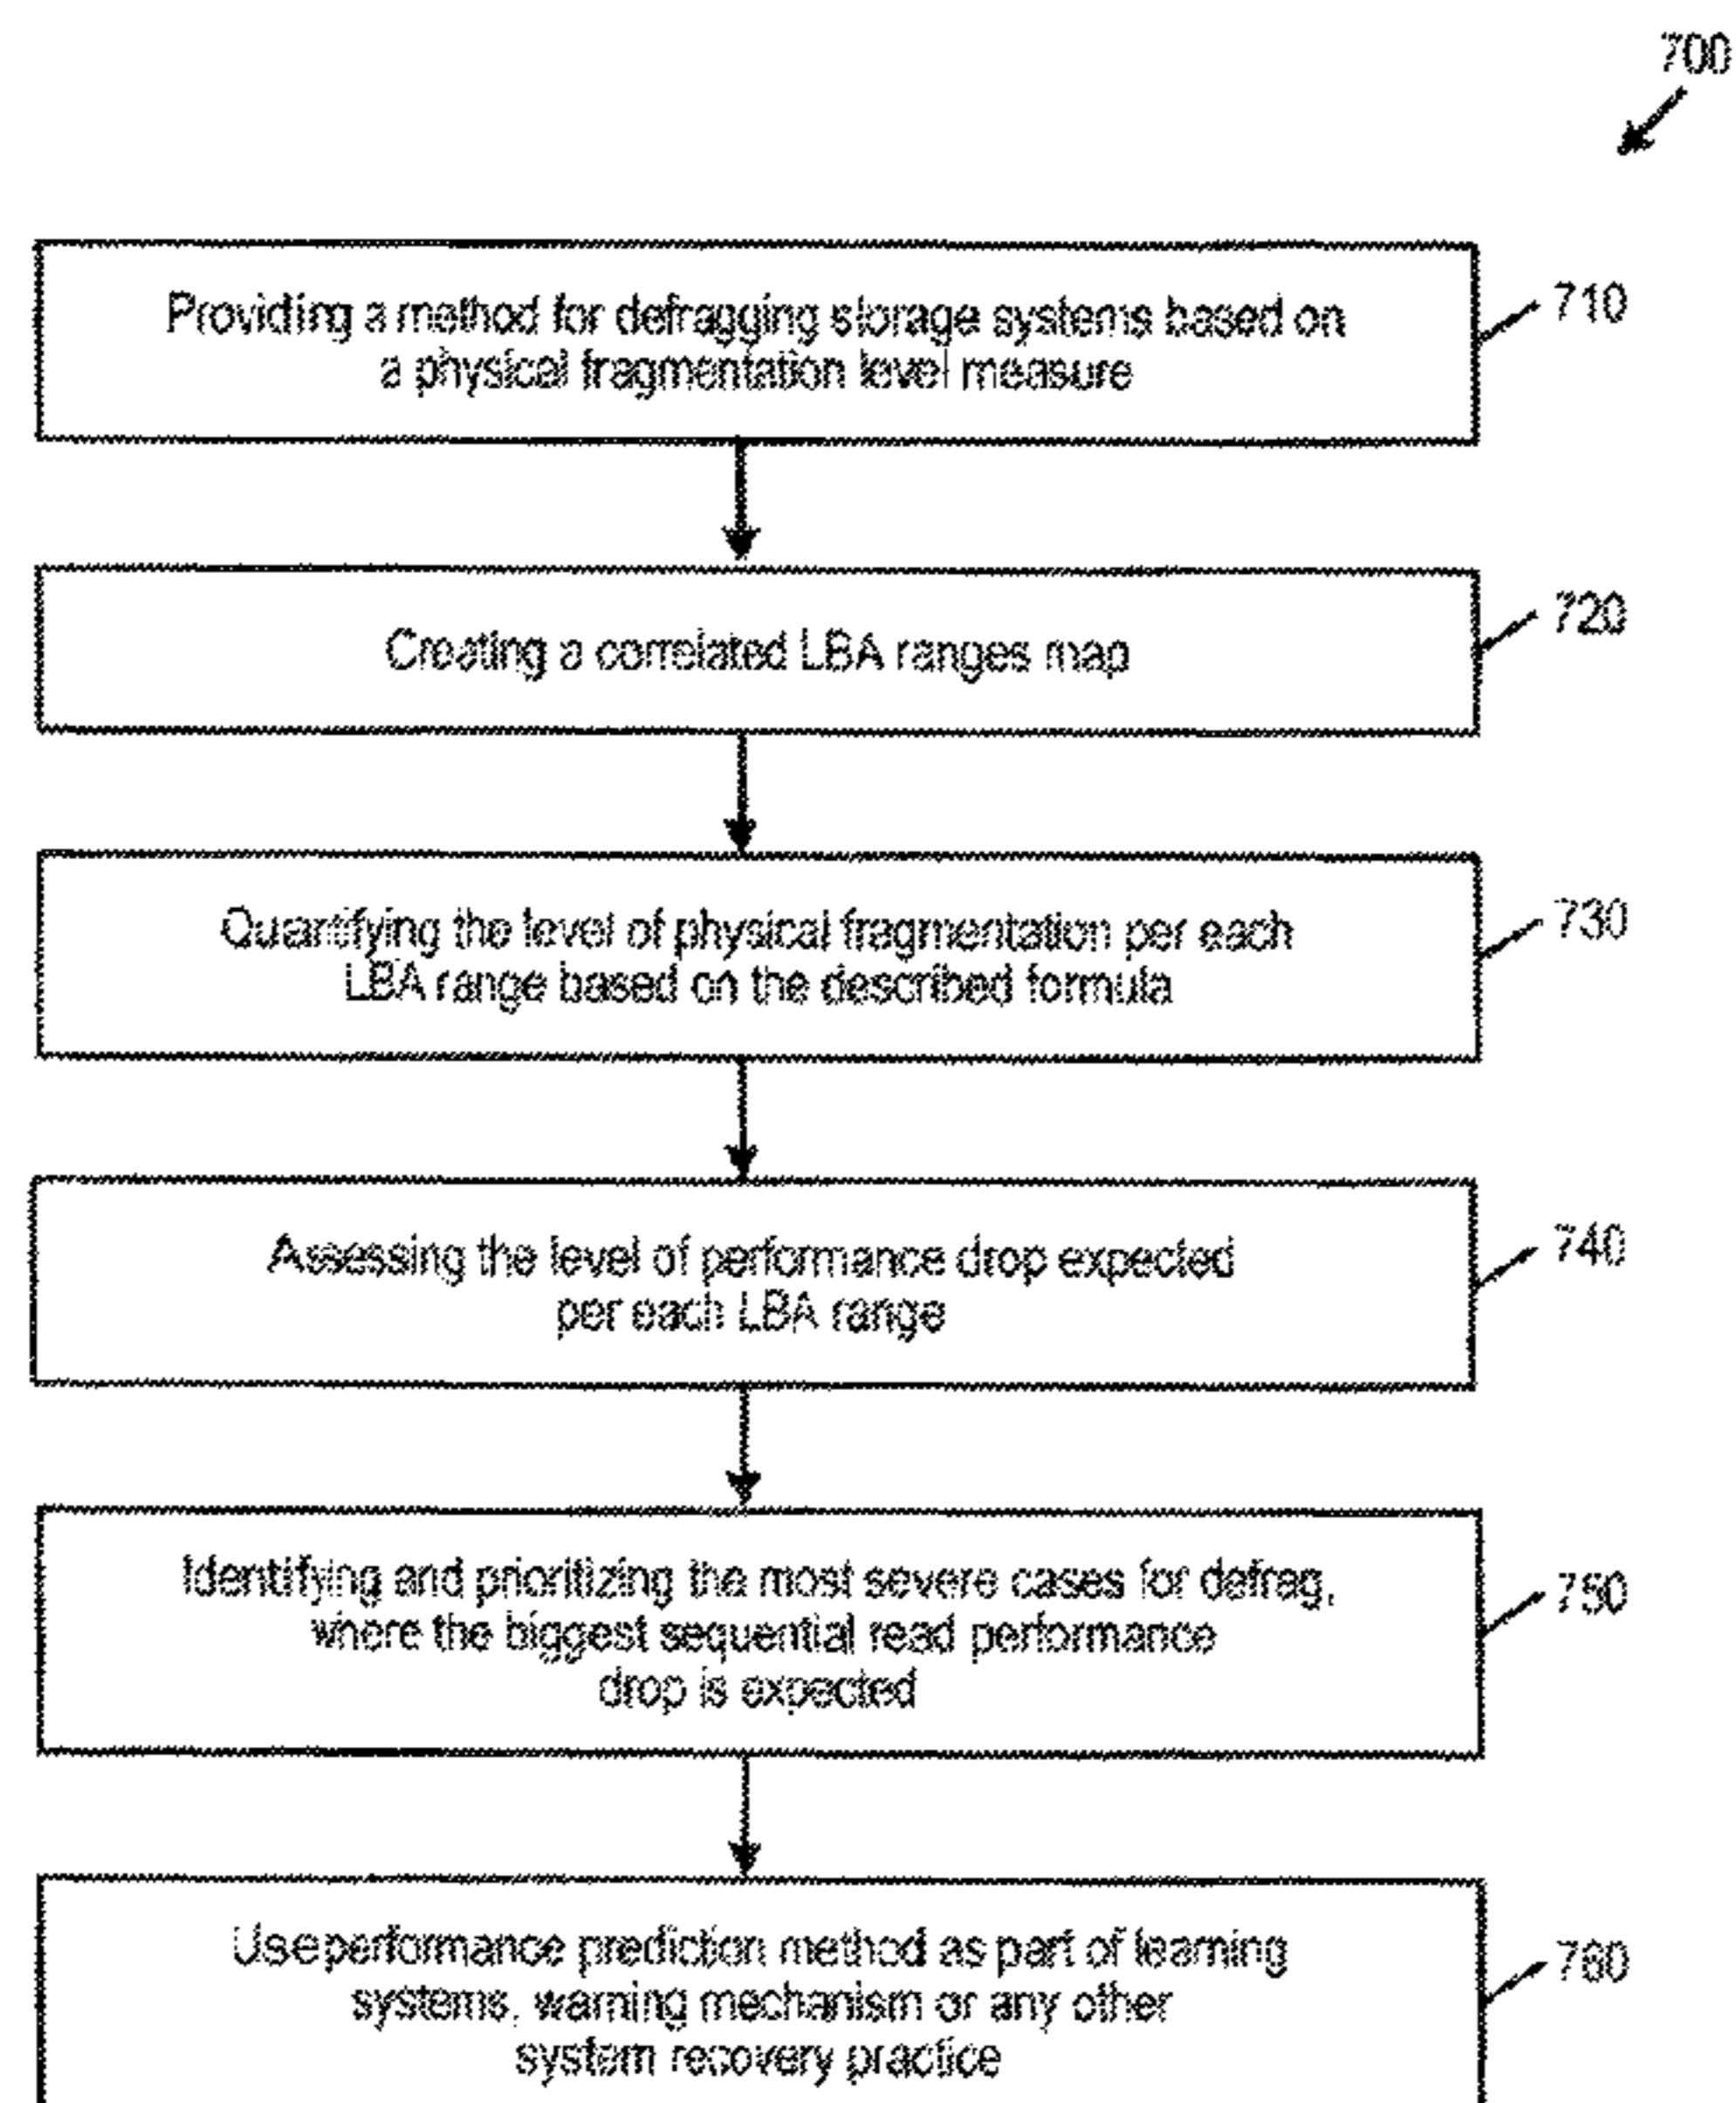 700
Providing a method for defragging storage systems based on
a physical fragmentation level measure
710
Creating a correlated LBA ranges map
720
Quantifying the level of physical fragmentation per each
LBA range based on the described formula
730
Assessing the level of performance drop expected
per each LBA range
740
Identifying and prioritizing the most severe cases for defrag,
where the biggest sequential read performance
drop is expected
750
Use performance prediction method as part of learning
systems, warning mechanism or any other
system recovery practice
760